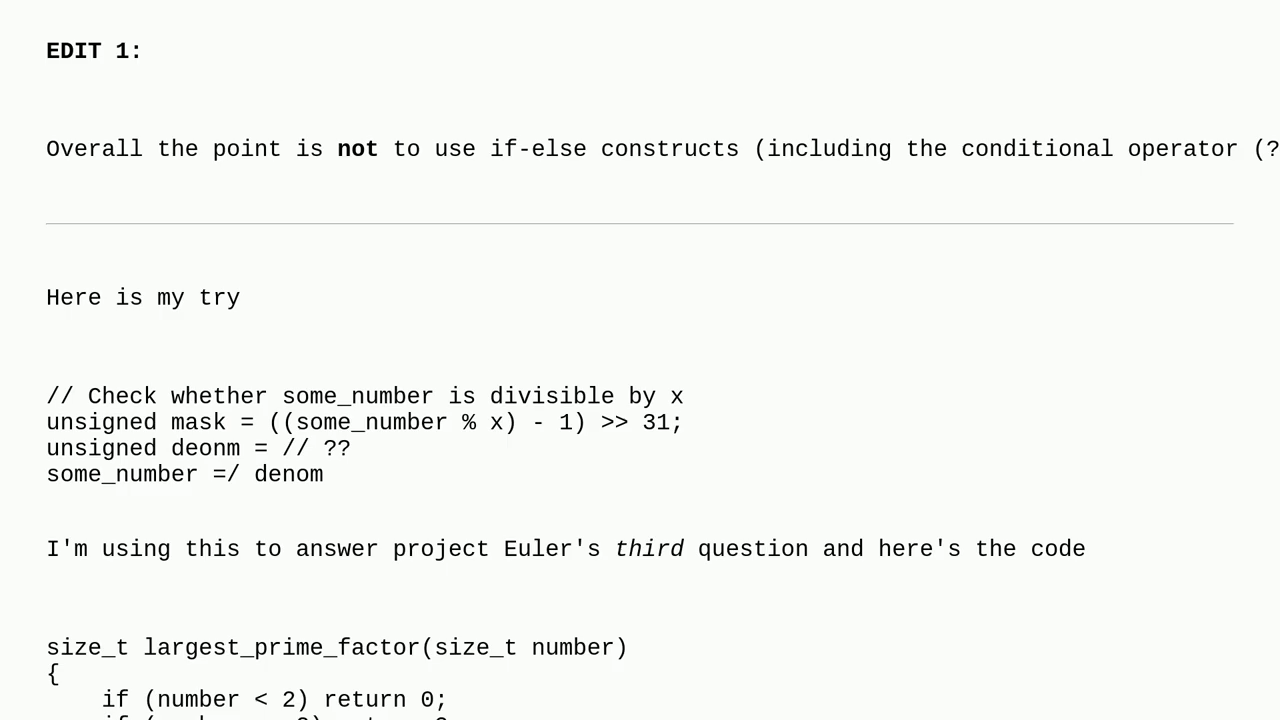 EDIT 1:
Overall the point is not to use if-else constructs (including the conditional operator (?
Here is my try
// Check whether some_number is divisible by x
unsigned mask = ((some_number % x) - 1) >> 31;
unsigned deonm = // ??
some_number =/ denom
I'm using this to answer project Euler's third question and here's the code
size_t largest_prime_factor(size_t number)
{
    if (number < 2) return 0;